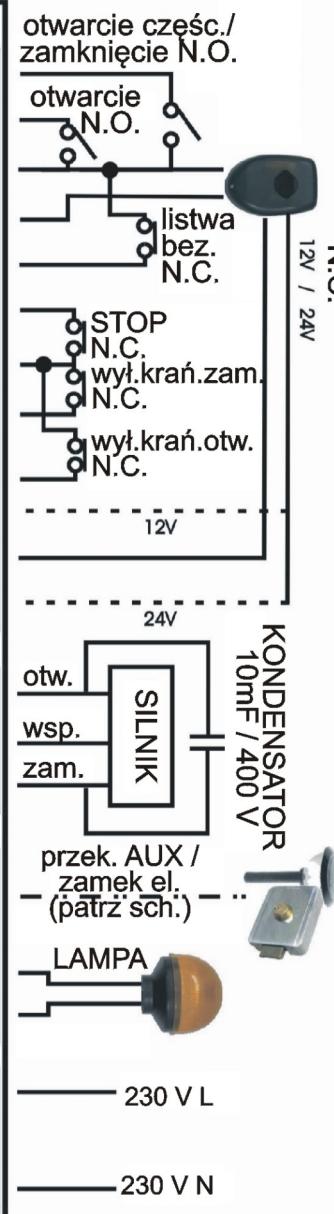 otwarcie częśc./
zamknięcie N.O.
otwarcie
N.O.
listwa
bez.
N.C.
12V / 24V
STOP
N.C.
wył.krań.zam.
N.C.
wył.krań.otw.
N.C.
12V
24V
KONDENSATOR
10mF / 400 V
otw.
SILNIK
wsp.
zam.
przek. AUX /
zamek el.
(patrz sch.)
LAMPA
230 V L
230 V N